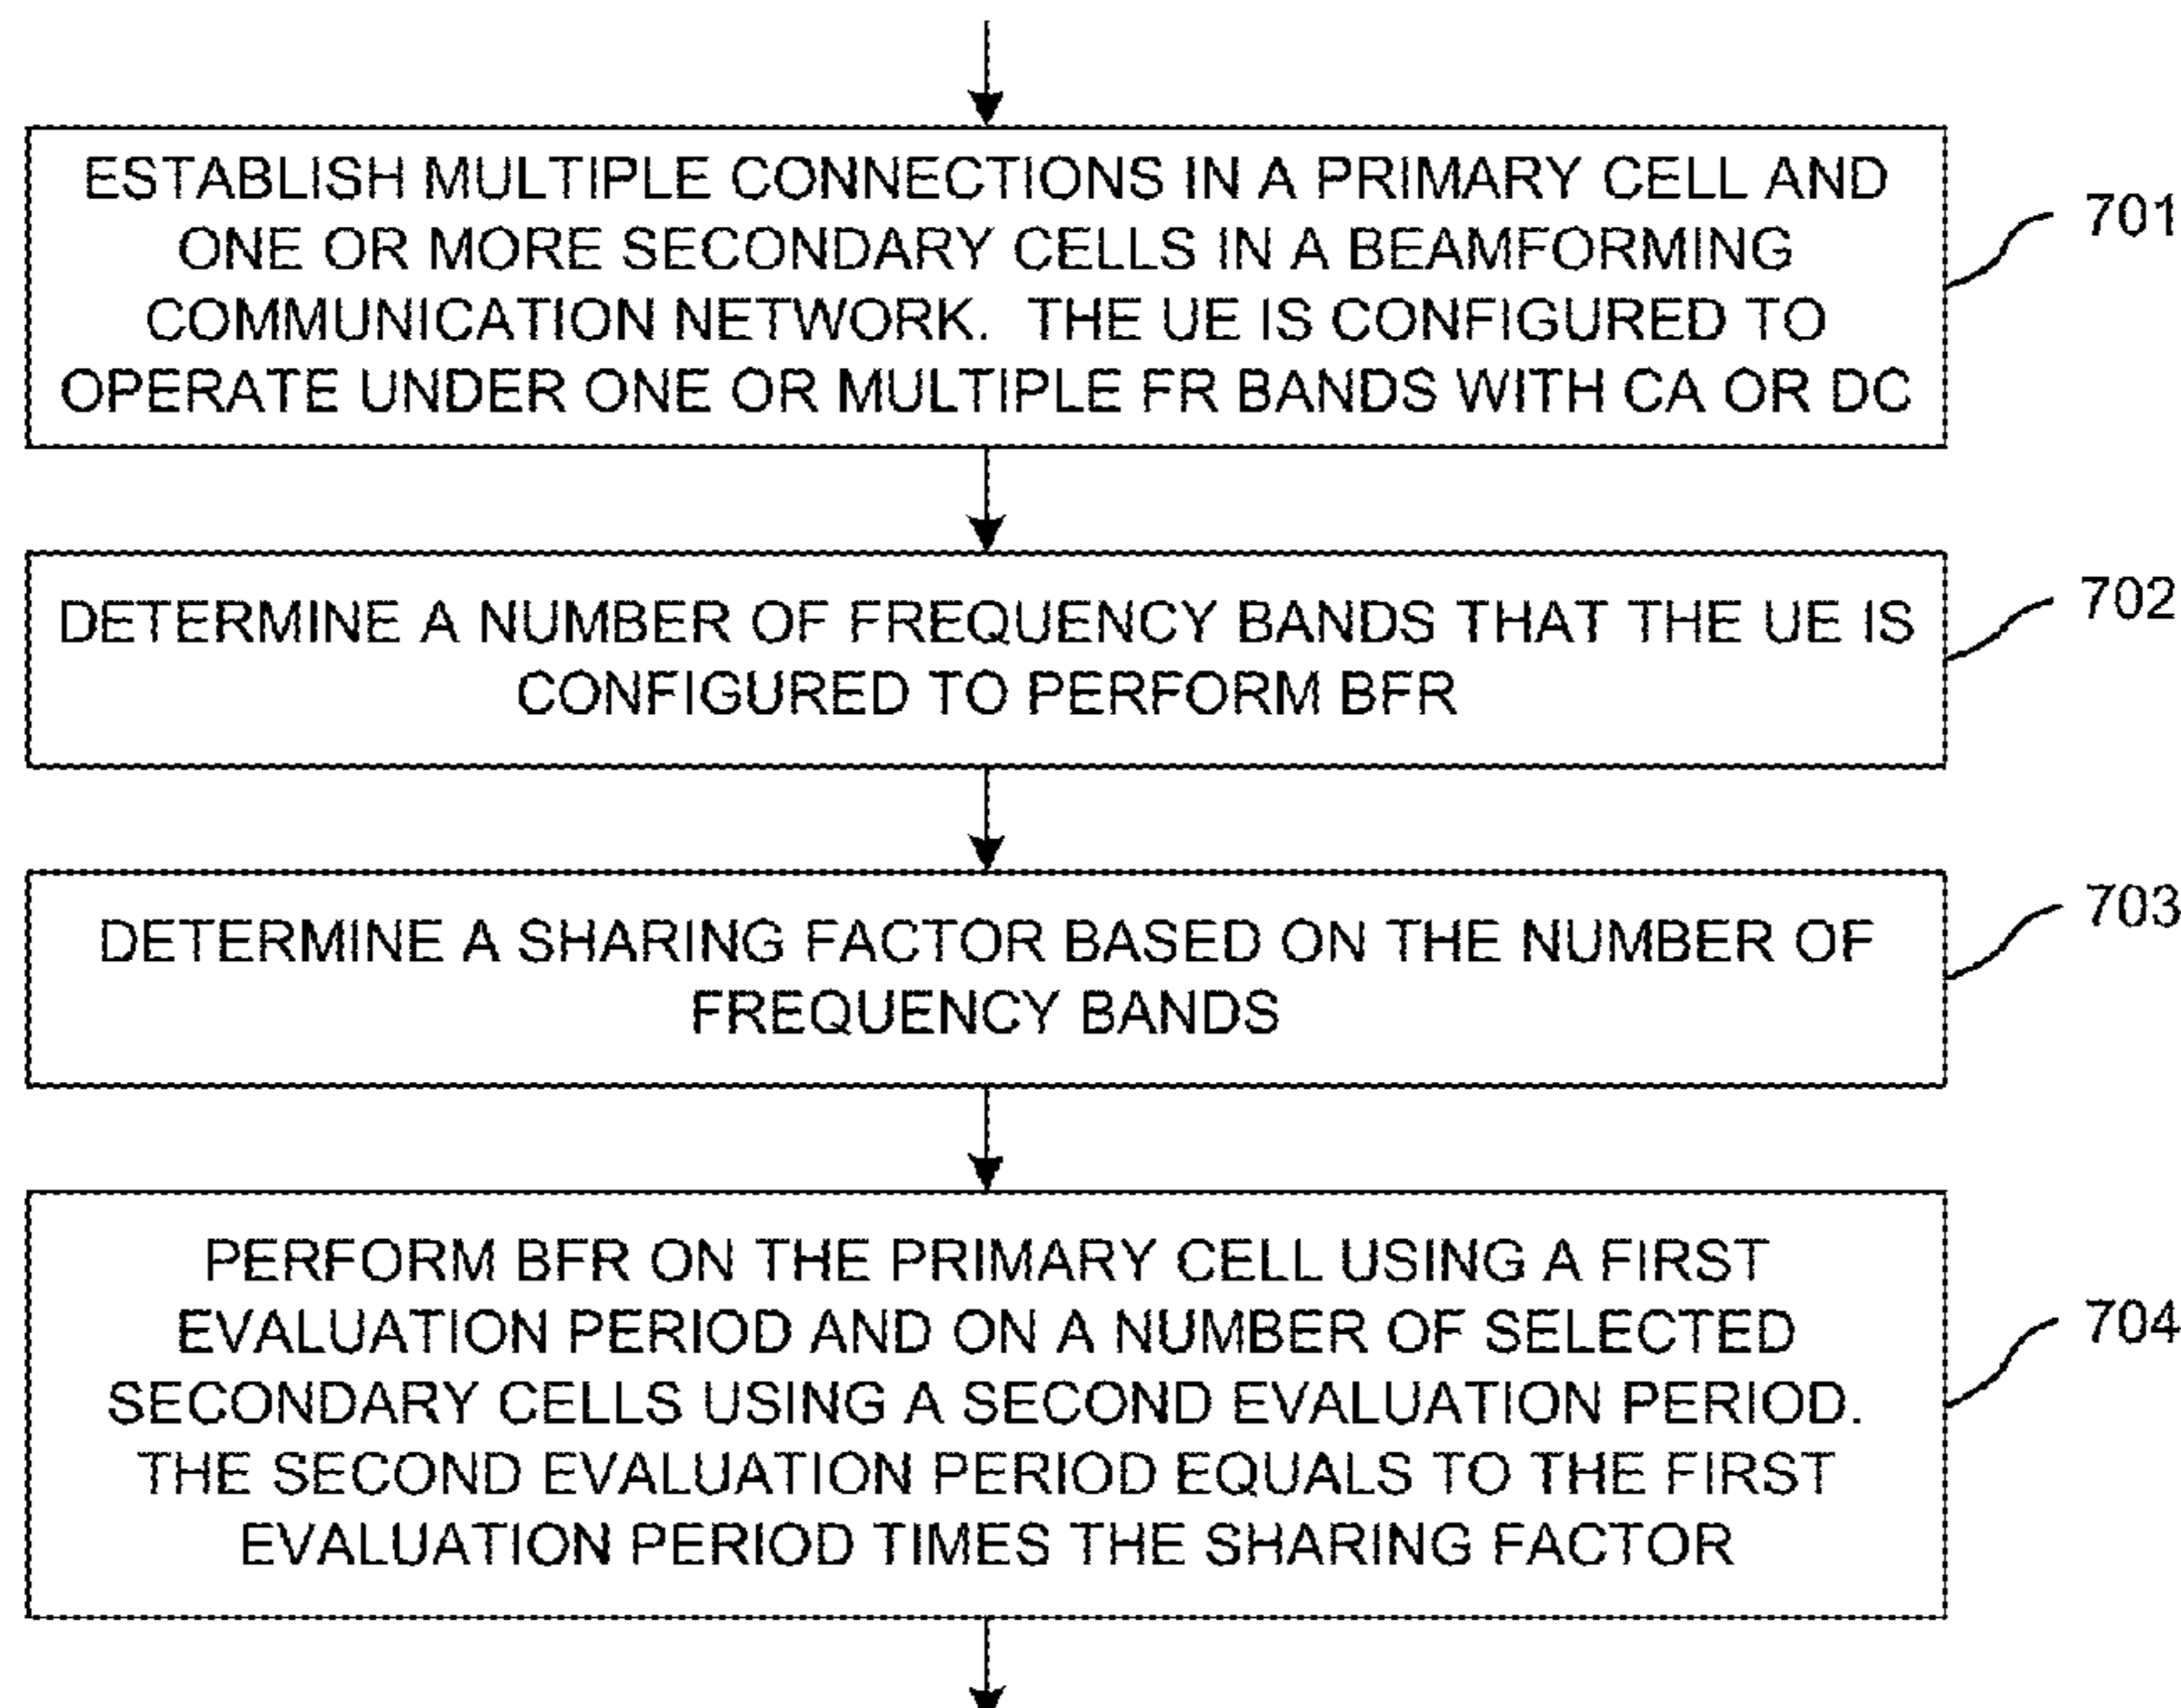 ESTABLISH MULTIPLE CONNECTIONS IN A PRIMARY CELL AND
ONE OR MORE SECONDARY CELLS IN A BEAMFORMING
COMMUNICATION NETWORK. THE UE IS CONFIGURED TO
OPERATE UNDER ONE OR MULTIPLE FR BANDS WITH CA OR DC
701
DETERMINE A NUMBER OF FREQUENCY BANDS THAT THE UE IS
CONFIGURED TO PERFORM BFR
702
DETERMINE A SHARING FACTOR BASED ON THE NUMBER OF
FREQUENCY BANDS
703
PERFORM BFR ON THE PRIMARY CELL USING A FIRST
EVALUATION PERIOD AND ON A NUMBER OF SELECTED
SECONDARY CELLS USING A SECOND EVALUATION PERIOD.
THE SECOND EVALUATION PERIOD EQUALS TO THE FIRST
EVALUATION PERIOD TIMES THE SHARING FACTOR
704